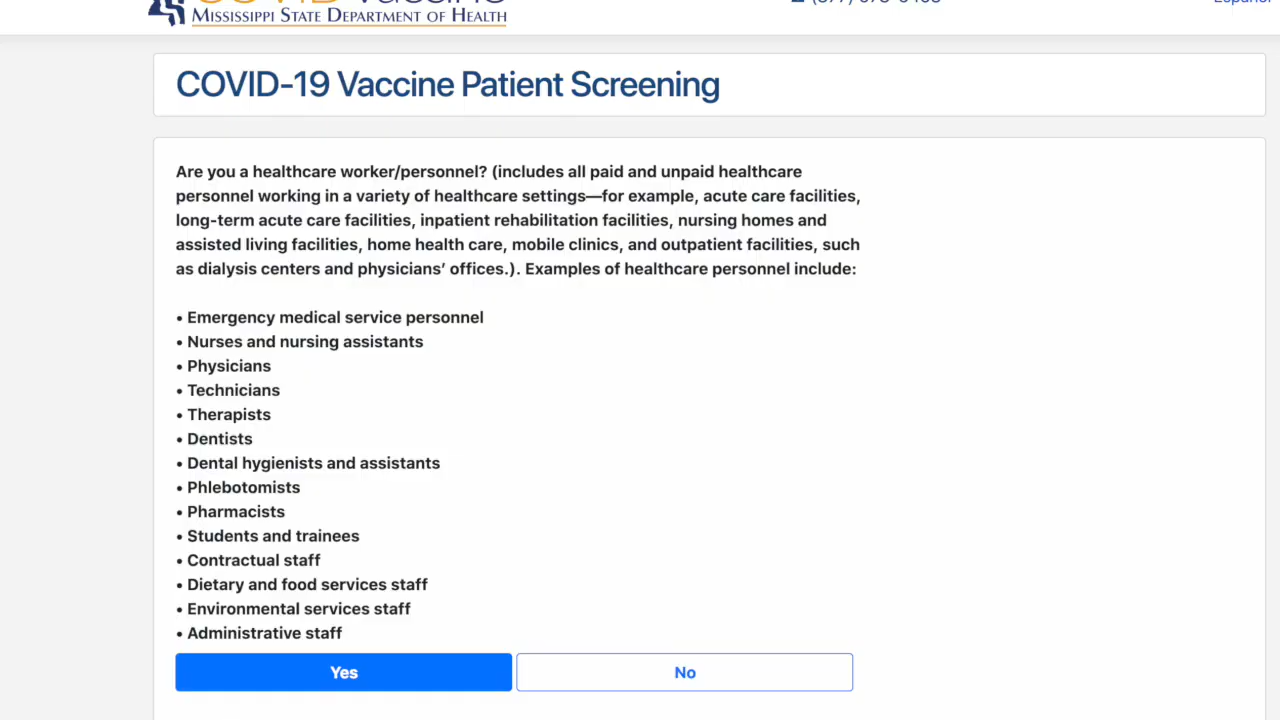 MISSISSIPPI STATE DEPARTMENT OF HEALTH
COVID-19 Vaccine Patient Screening
Are you a healthcare worker/personnel? (includes all paid and unpaid healthcare
personnel working in a variety of healthcare settings—for example, acute care facilities,
long-term acute care facilities, inpatient rehabilitation facilities, nursing homes and
assisted living facilities, home health care, mobile clinics, and outpatient facilities, such
as dialysis centers and physicians’ offices.). Examples of healthcare personnel include:
• Emergency medical service personnel
• Nurses and nursing assistants
• Physicians
• Technicians
• Therapists
• Dentists
• Dental hygienists and assistants
• Phlebotomists
• Pharmacists
• Students and trainees
• Contractual staff
• Dietary and food services staff
• Environmental services staff
• Administrative staff
Yes No